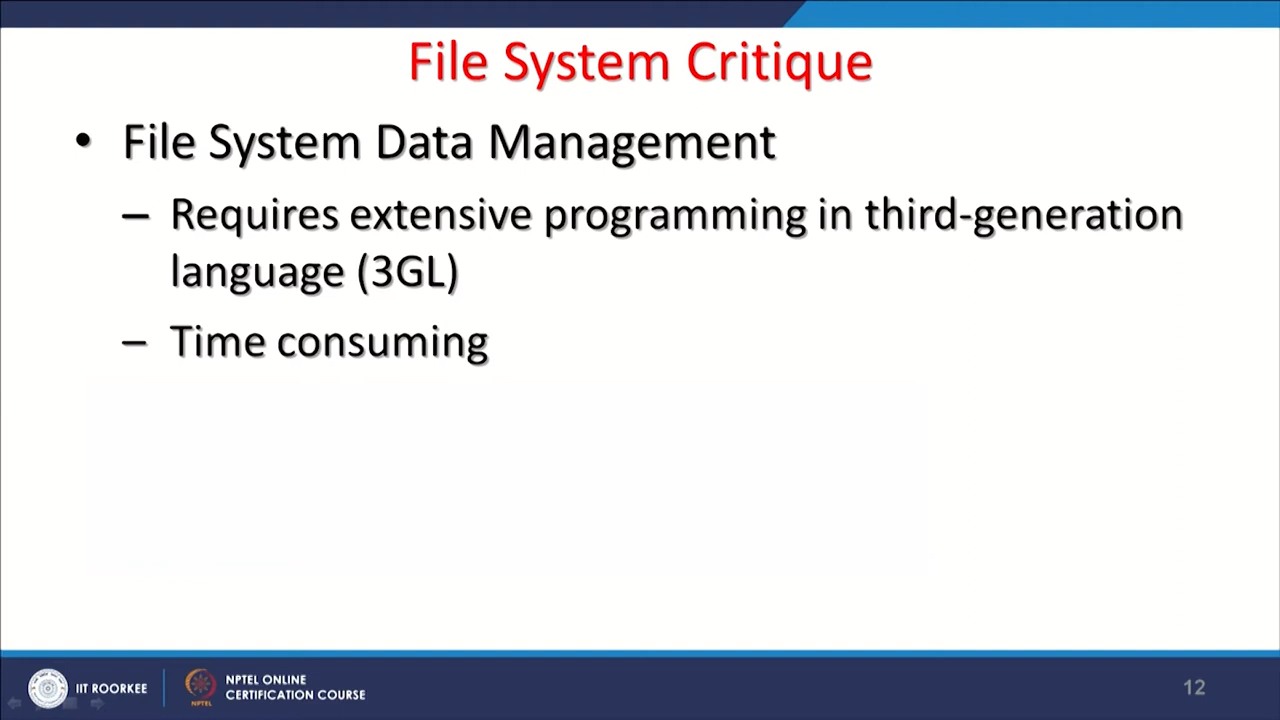 File System Critique
• File System Data Management
– Requires extensive programming in third-generation
language (3GL)
– Time consuming
IIT ROORKEE
NPTEL
NPTEL ONLINE
CERTIFICATION COURSE
12